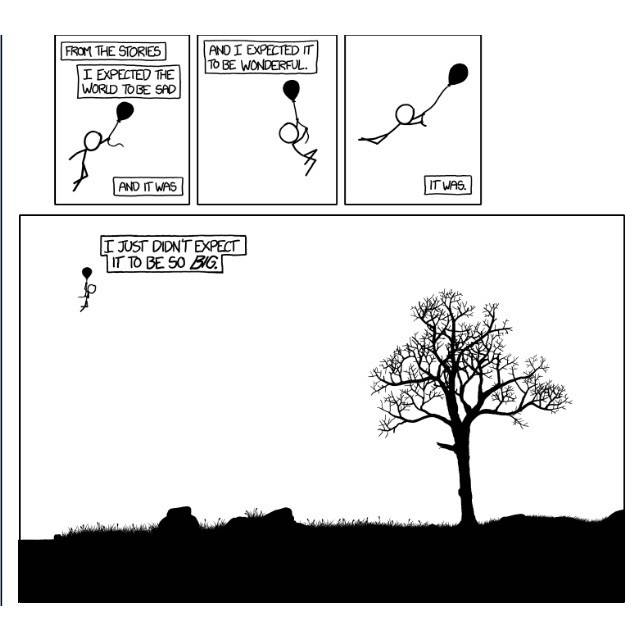 FROM THE STORIES
I EXPECTED THE
WORLD TO BE SAD
AND IT WAS
AND I EXPECTED IT
TO BE WONDERFUL.
IT WAS.
I JUST DIDN'T EXPECT
IT TO BE SO BIG.